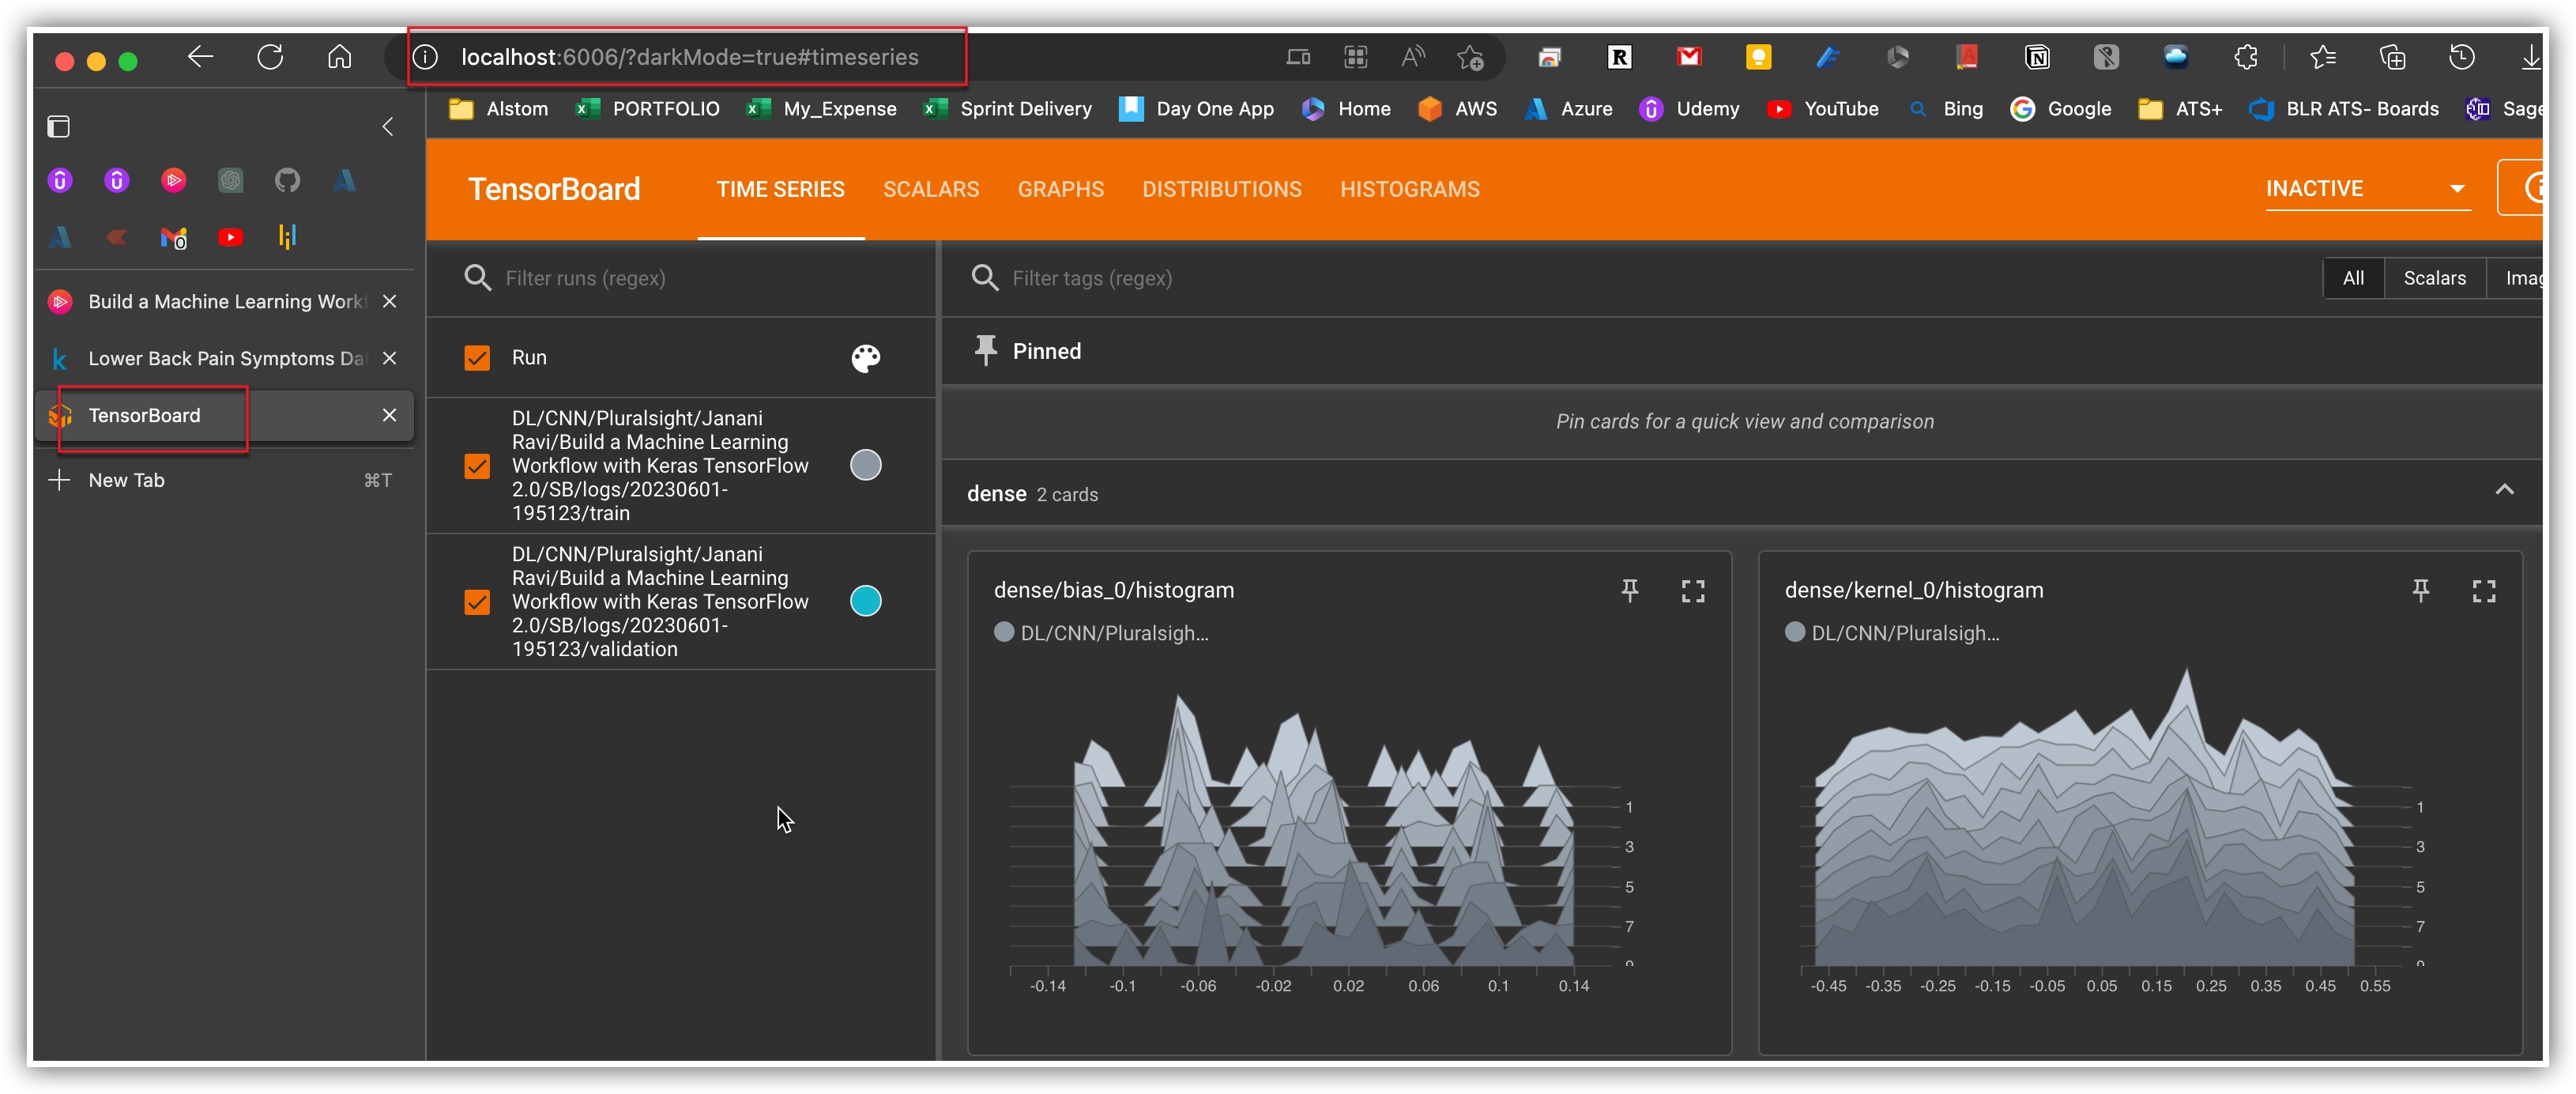 localhost:6006/?darkMode=true#timeseries
Alstom PORTFOLIO My_Expense Sprint Delivery Day One App Home AWS Azure Udemy YouTube Bing Google ATS+ BLR ATS- Boards
Build a Machine Learning
Lower Back Pain Symptoms
TensorBoard
New Tab ⌘T
TensorBoard TIME SERIES SCALARS GRAPHS DISTRIBUTIONS HISTOGRAMS INACTIVE
Filter runs (regex)
Run
DL/CNN/Pluralsight/Janani
Ravi/Build a Machine Learning
Workflow with Keras TensorFlow
2.0/SB/logs/20230601-
195123/train
DL/CNN/Pluralsight/Janani
Ravi/Build a Machine Learning
Workflow with Keras TensorFlow
2.0/SB/logs/20230601-
195123/validation
Filter tags (regex)
All Scalars
Pinned
Pin cards for a quick view and comparison
dense 2 cards
dense/bias_0/histogram
DL/CNN/Pluralsigh...
1
3
5
7
-0.14 -0.1 -0.06 -0.02 0.02 0.06 0.1 0.14
dense/kernel_0/histogram
DL/CNN/Pluralsigh...
1
3
5
7
-0.45 -0.35 -0.25 -0.15 -0.05 0.05 0.15 0.25 0.35 0.45 0.55